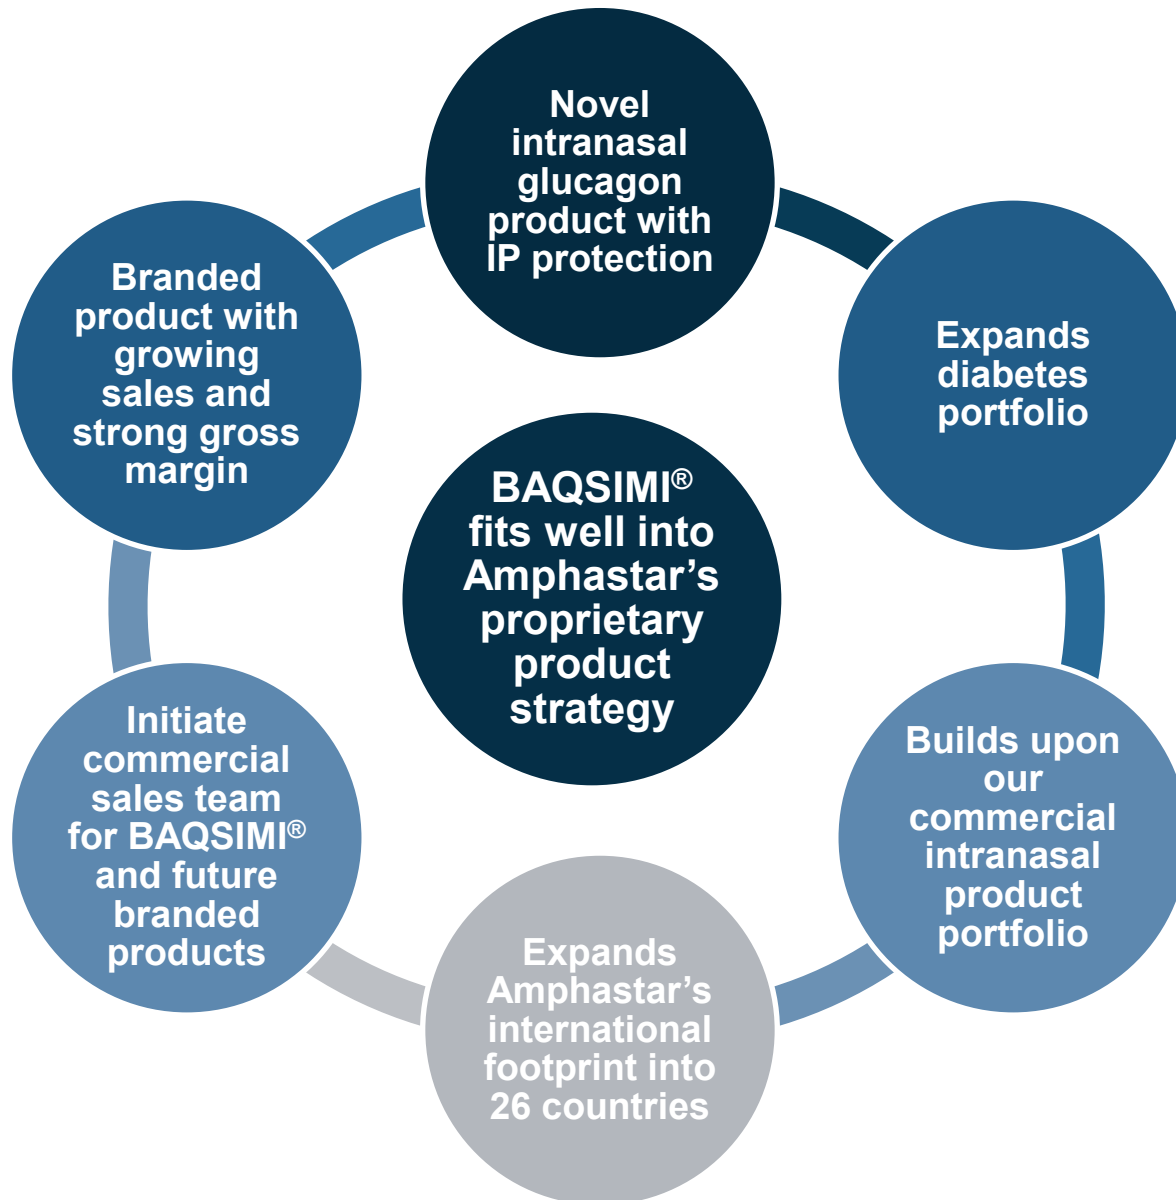 Novel
intranasal
glucagon
product with
IP protection
Expands
diabetes
portfolio
Builds upon
our
commercial
intranasal
product
portfolio
Expands
Amphastar’s
international
footprint into
26 countries
Initiate
commercial
sales team
for BAQSIMI®
and future
branded
products
Branded
product with
growing
sales and
strong gross
margin
BAQSIMI®
fits well into
Amphastar’s
proprietary
product
strategy